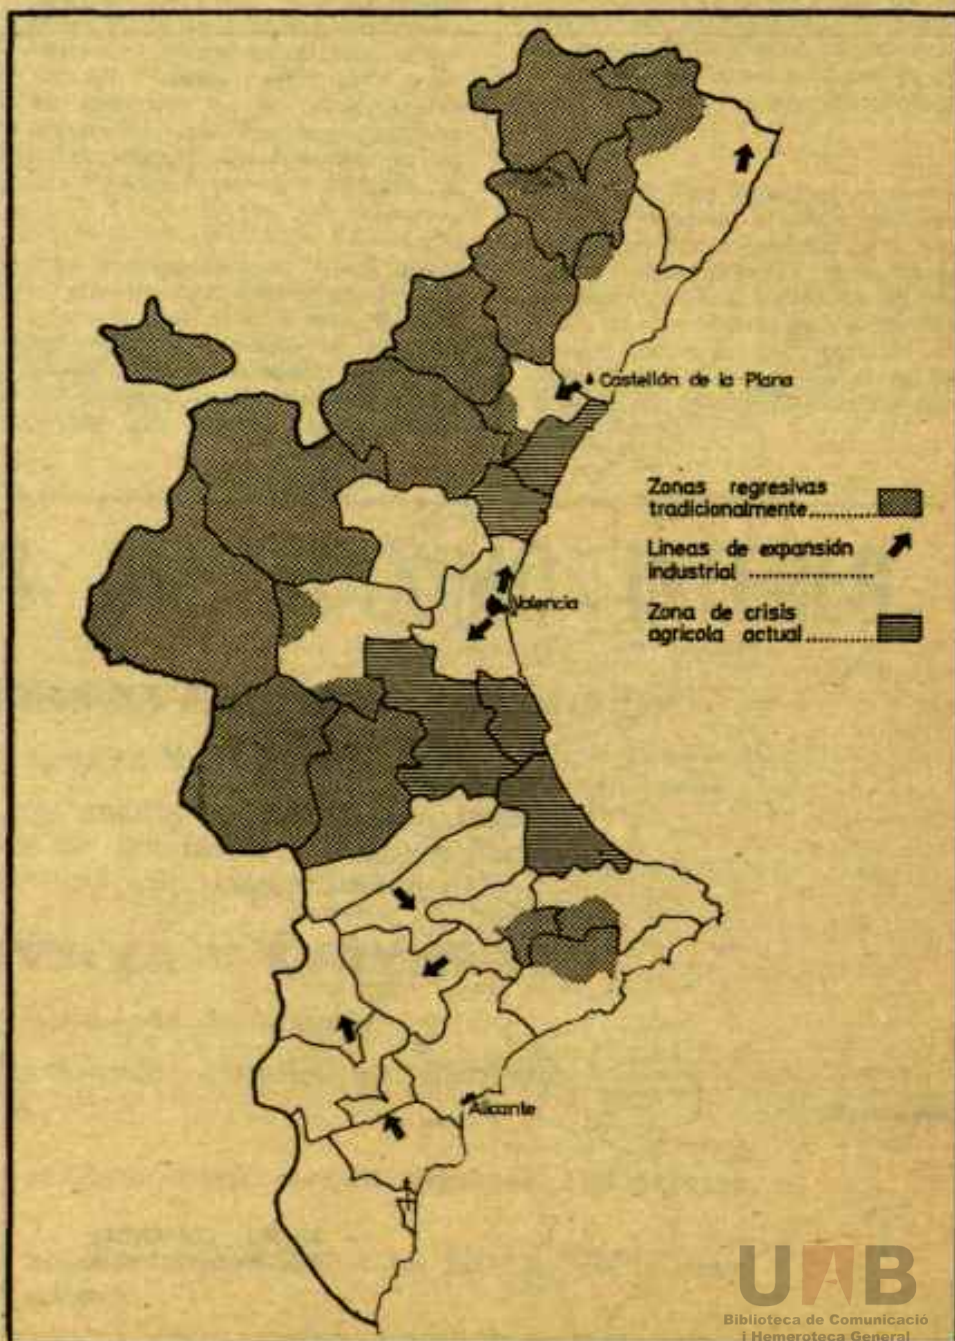 Castellón de la Plana
Zonas regresivas
tradicionalmente............
Lineas de expansión
industrial .....................
Valencia
Zona de crisis
agrícola actual............
Alicante
UAB
Biblioteca de Comunicació
i Hemeroteca General